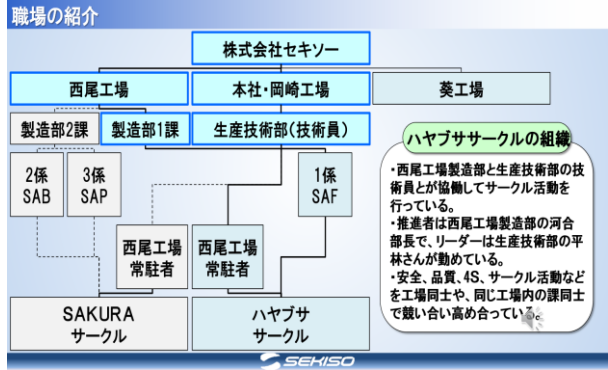 職場の紹介
株式会社セキソー
西尾工場
本社・岡崎工場
葵工場
製造部2課
製造部1課
生産技術部(技術員)
2係
SAB
3係
SAP
1係
SAF
西尾工場
常駐者
西尾工場
常駐者
SAKURA
サークル
ハヤブサ
サークル
ハヤブササークルの組織
・西尾工場製造部と生産技術部の技
術員とが協働してサークル活動を
行っている。
・推進者は西尾工場製造部の河合
部長で、リーダーは生産技術部の平
林さんが勤めている。
・安全、品質、4S、サークル活動など
を工場同士や、同じ工場内の課同士
で競い合い高め合っている。
SEKISO